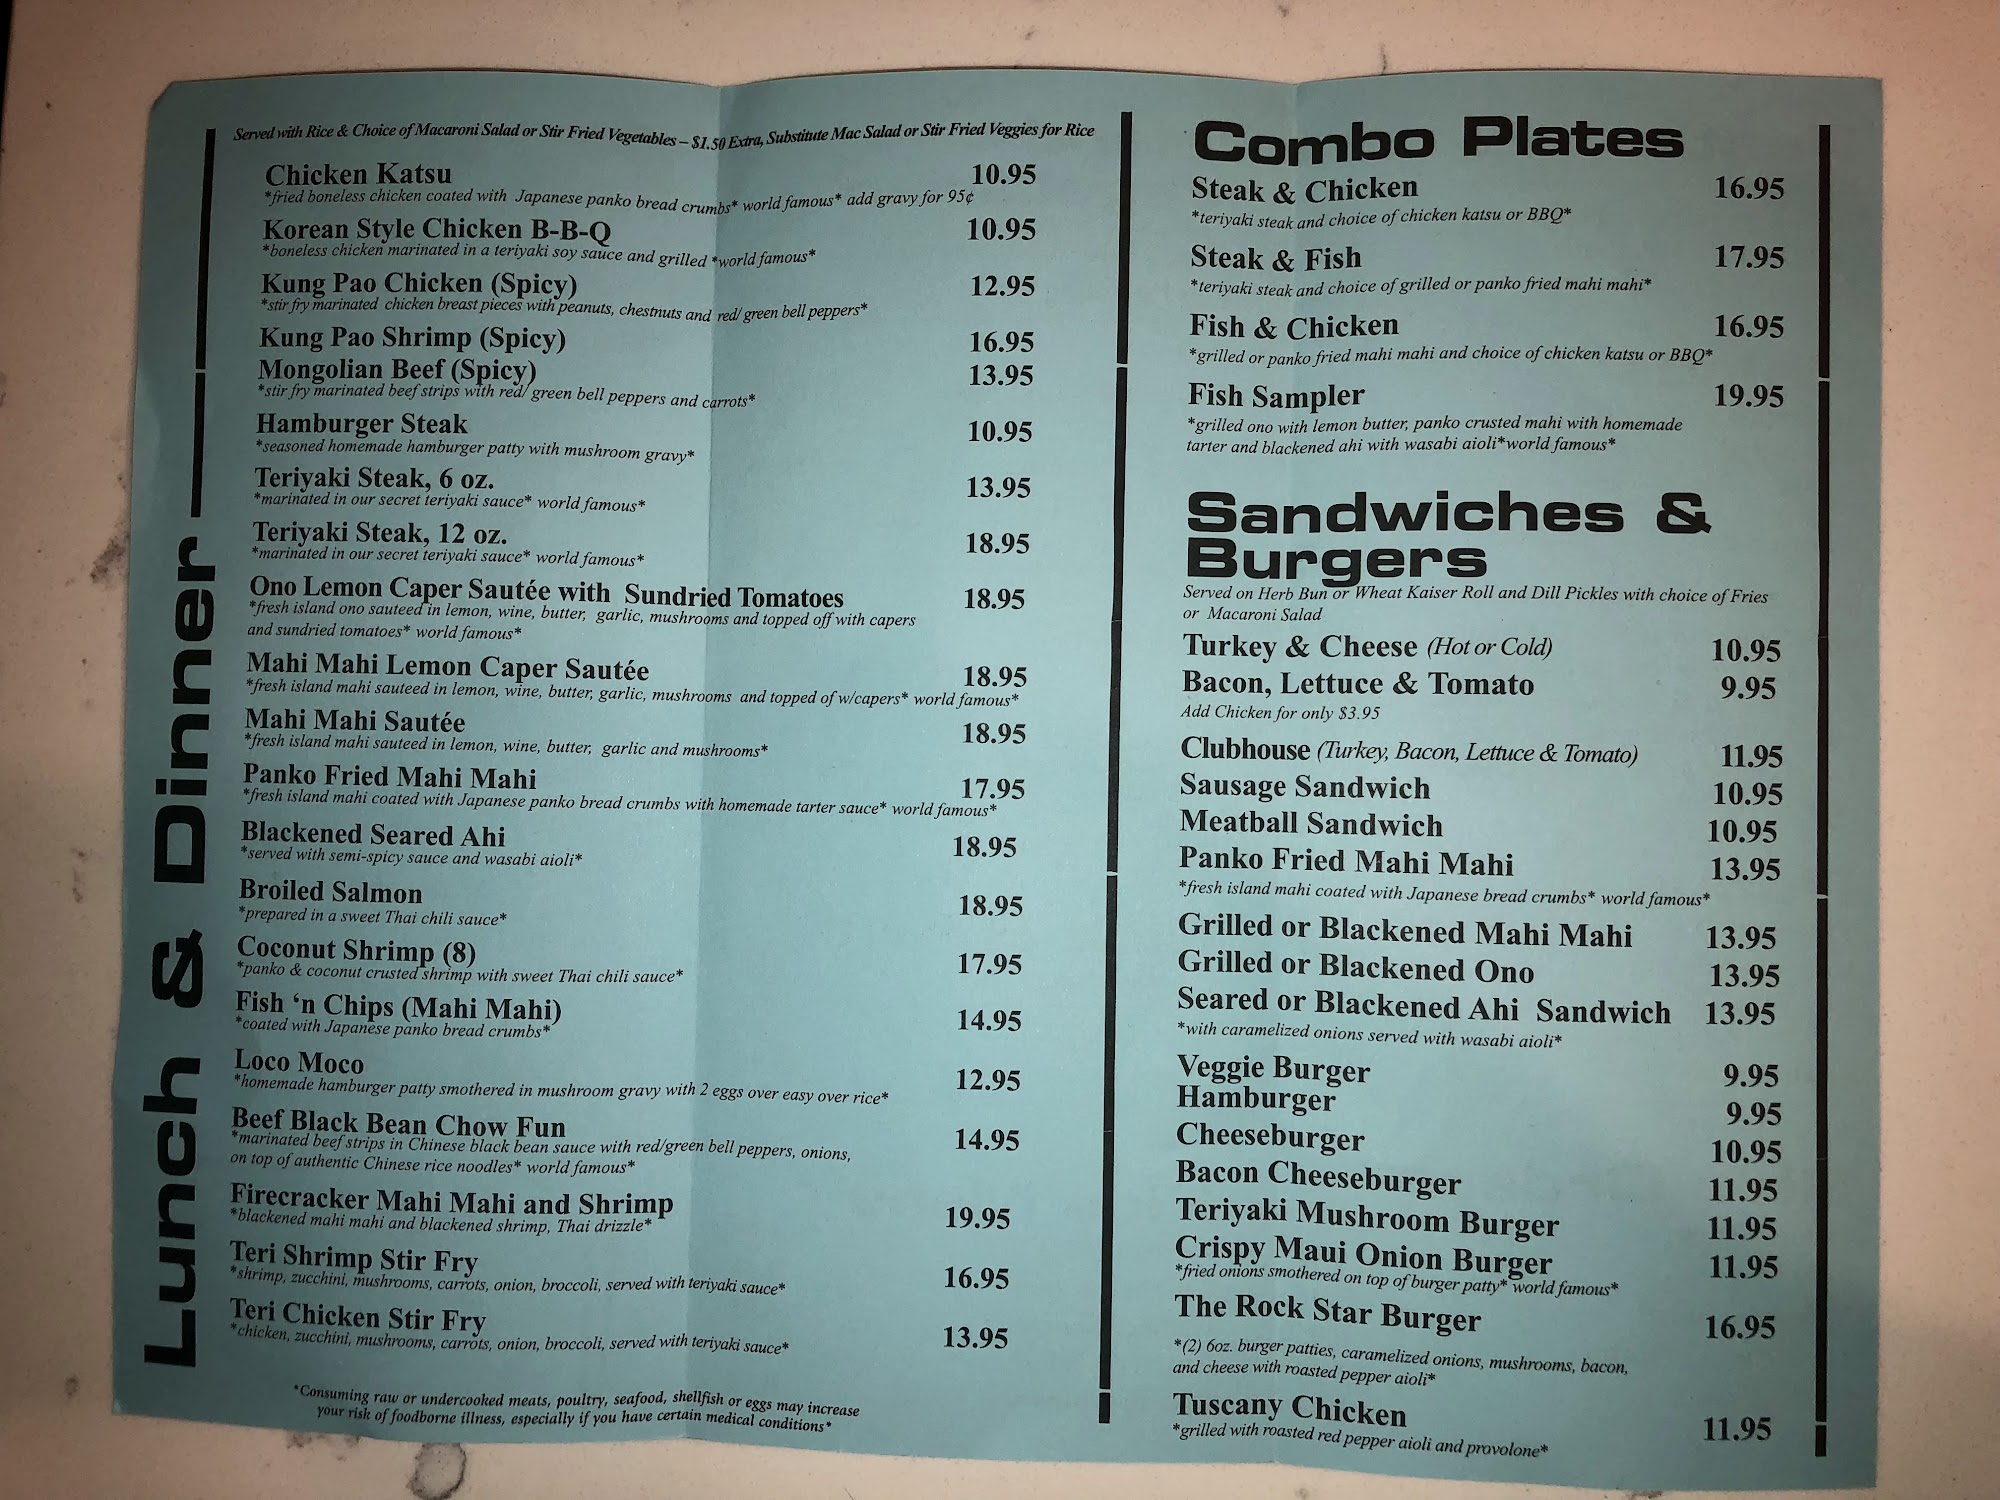 Lunch & Dinner
Served with Rice & Choice of Macaroni Salad or Stir Fried Vegetables – $1.50 Extra, Substitute Mac Salad or Stir Fried Veggies for Rice
Chicken Katsu 10.95
*fried boneless chicken coated with Japanese panko bread crumbs* world famous* add gravy for 95¢
Korean Style Chicken B-B-Q 10.95
*boneless chicken marinated in a teriyaki soy sauce and grilled *world famous*
Kung Pao Chicken (Spicy) 12.95
*stir fry marinated chicken breast pieces with peanuts, chestnuts and red/ green bell peppers*
Kung Pao Shrimp (Spicy) 16.95
Mongolian Beef (Spicy) 13.95
*stir fry marinated beef strips with red/ green bell peppers and carrots*
Hamburger Steak 10.95
*seasoned homemade hamburger patty with mushroom gravy*
Teriyaki Steak, 6 oz. 13.95
*marinated in our secret teriyaki sauce* world famous*
Teriyaki Steak, 12 oz. 18.95
*marinated in our secret teriyaki sauce* world famous*
Ono Lemon Caper Sautée with Sundried Tomatoes 18.95
*fresh island ono sauteed in lemon, wine, butter, garlic, mushrooms and topped off with capers
and sundried tomatoes* world famous*
Mahi Mahi Lemon Caper Sautée 18.95
*fresh island mahi sauteed in lemon, wine, butter, garlic, mushrooms and topped of w/capers* world famous*
Mahi Mahi Sautée 18.95
*fresh island mahi sauteed in lemon, wine, butter, garlic and mushrooms*
Panko Fried Mahi Mahi 17.95
*fresh island mahi coated with Japanese panko bread crumbs with homemade tarter sauce* world famous*
Blackened Seared Ahi 18.95
*served with semi-spicy sauce and wasabi aioli*
Broiled Salmon 18.95
*prepared in a sweet Thai chili sauce*
Coconut Shrimp (8) 17.95
*panko & coconut crusted shrimp with sweet Thai chili sauce*
Fish ‘n Chips (Mahi Mahi) 14.95
*coated with Japanese panko bread crumbs*
Loco Moco 12.95
*homemade hamburger patty smothered in mushroom gravy with 2 eggs over easy over rice*
Beef Black Bean Chow Fun 14.95
*marinated beef strips in Chinese black bean sauce with red/green bell peppers, onions,
on top of authentic Chinese rice noodles* world famous*
Firecracker Mahi Mahi and Shrimp 19.95
*blackened mahi mahi and blackened shrimp, Thai drizzle*
Teri Shrimp Stir Fry 16.95
*shrimp, zucchini, mushrooms, carrots, onion, broccoli, served with teriyaki sauce*
Teri Chicken Stir Fry 13.95
*chicken, zucchini, mushrooms, carrots, onion, broccoli, served with teriyaki sauce*
*Consuming raw or undercooked meats, poultry, seafood, shellfish or eggs may increase
your risk of foodborne illness, especially if you have certain medical conditions*
Combo Plates
Steak & Chicken 16.95
*teriyaki steak and choice of chicken katsu or BBQ*
Steak & Fish 17.95
*teriyaki steak and choice of grilled or panko fried mahi mahi*
Fish & Chicken 16.95
*grilled or panko fried mahi mahi and choice of chicken katsu or BBQ*
Fish Sampler 19.95
*grilled ono with lemon butter, panko crusted mahi with homemade
tarter and blackened ahi with wasabi aioli*world famous*
Sandwiches &
Burgers
Served on Herb Bun or Wheat Kaiser Roll and Dill Pickles with choice of Fries
or Macaroni Salad
Turkey & Cheese (Hot or Cold) 10.95
Bacon, Lettuce & Tomato 9.95
Add Chicken for only $3.95
Clubhouse (Turkey, Bacon, Lettuce & Tomato) 11.95
Sausage Sandwich 10.95
Meatball Sandwich 10.95
Panko Fried Mahi Mahi 13.95
*fresh island mahi coated with Japanese bread crumbs* world famous*
Grilled or Blackened Mahi Mahi 13.95
Grilled or Blackened Ono 13.95
Seared or Blackened Ahi Sandwich 13.95
*with caramelized onions served with wasabi aioli*
Veggie Burger 9.95
Hamburger 9.95
Cheeseburger 10.95
Bacon Cheeseburger 11.95
Teriyaki Mushroom Burger 11.95
Crispy Maui Onion Burger 11.95
*fried onions smothered on top of burger patty* world famous*
The Rock Star Burger 16.95
*(2) 6oz. burger patties, caramelized onions, mushrooms, bacon,
and cheese with roasted pepper aioli*
Tuscany Chicken 11.95
*grilled with roasted red pepper aioli and provolone*